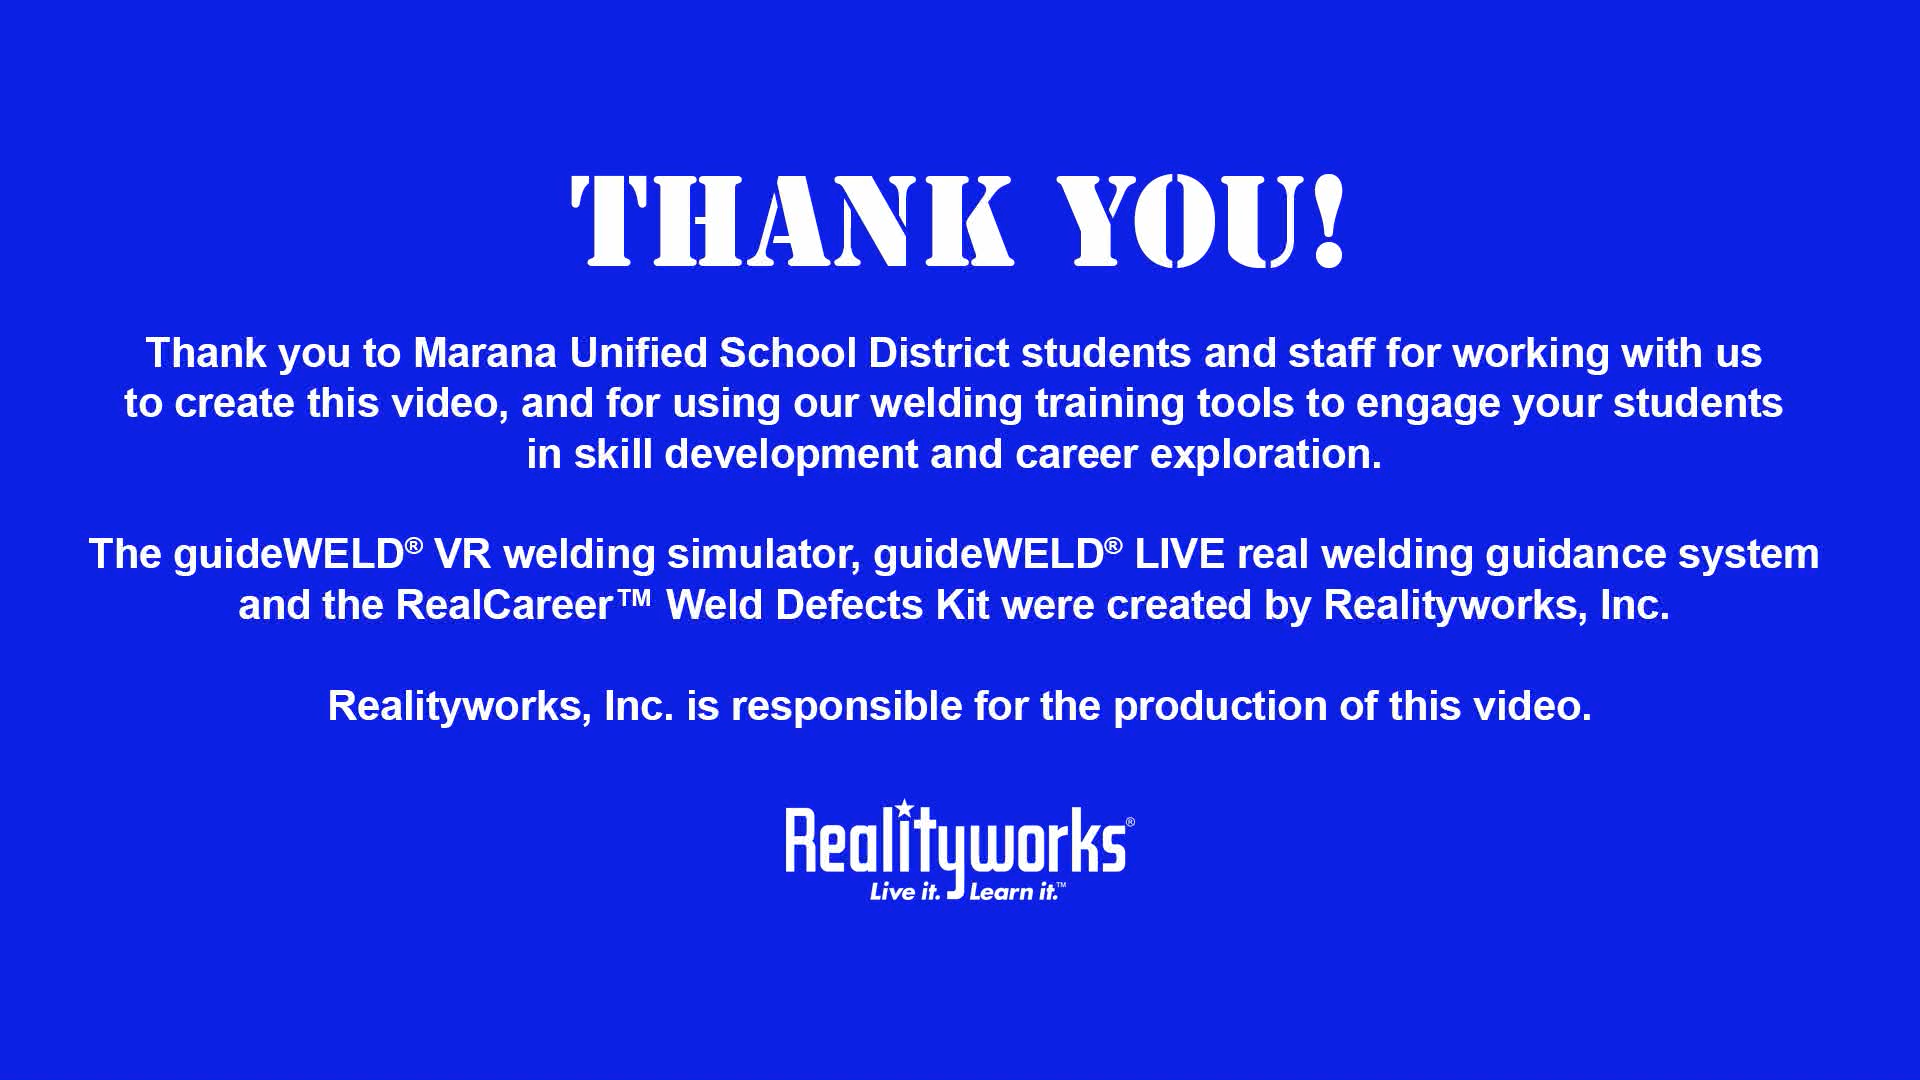 THANK YOU!
Thank you to Marana Unified School District students and staff for working with us
to create this video, and for using our welding training tools to engage your students
in skill development and career exploration.
The guideWELD® VR welding simulator, guideWELD® LIVE real welding guidance system
and the RealCareer™ Weld Defects Kit were created by Realityworks, Inc.
Realityworks, Inc. is responsible for the production of this video.
Realityworks®
Live it. Learn it.™